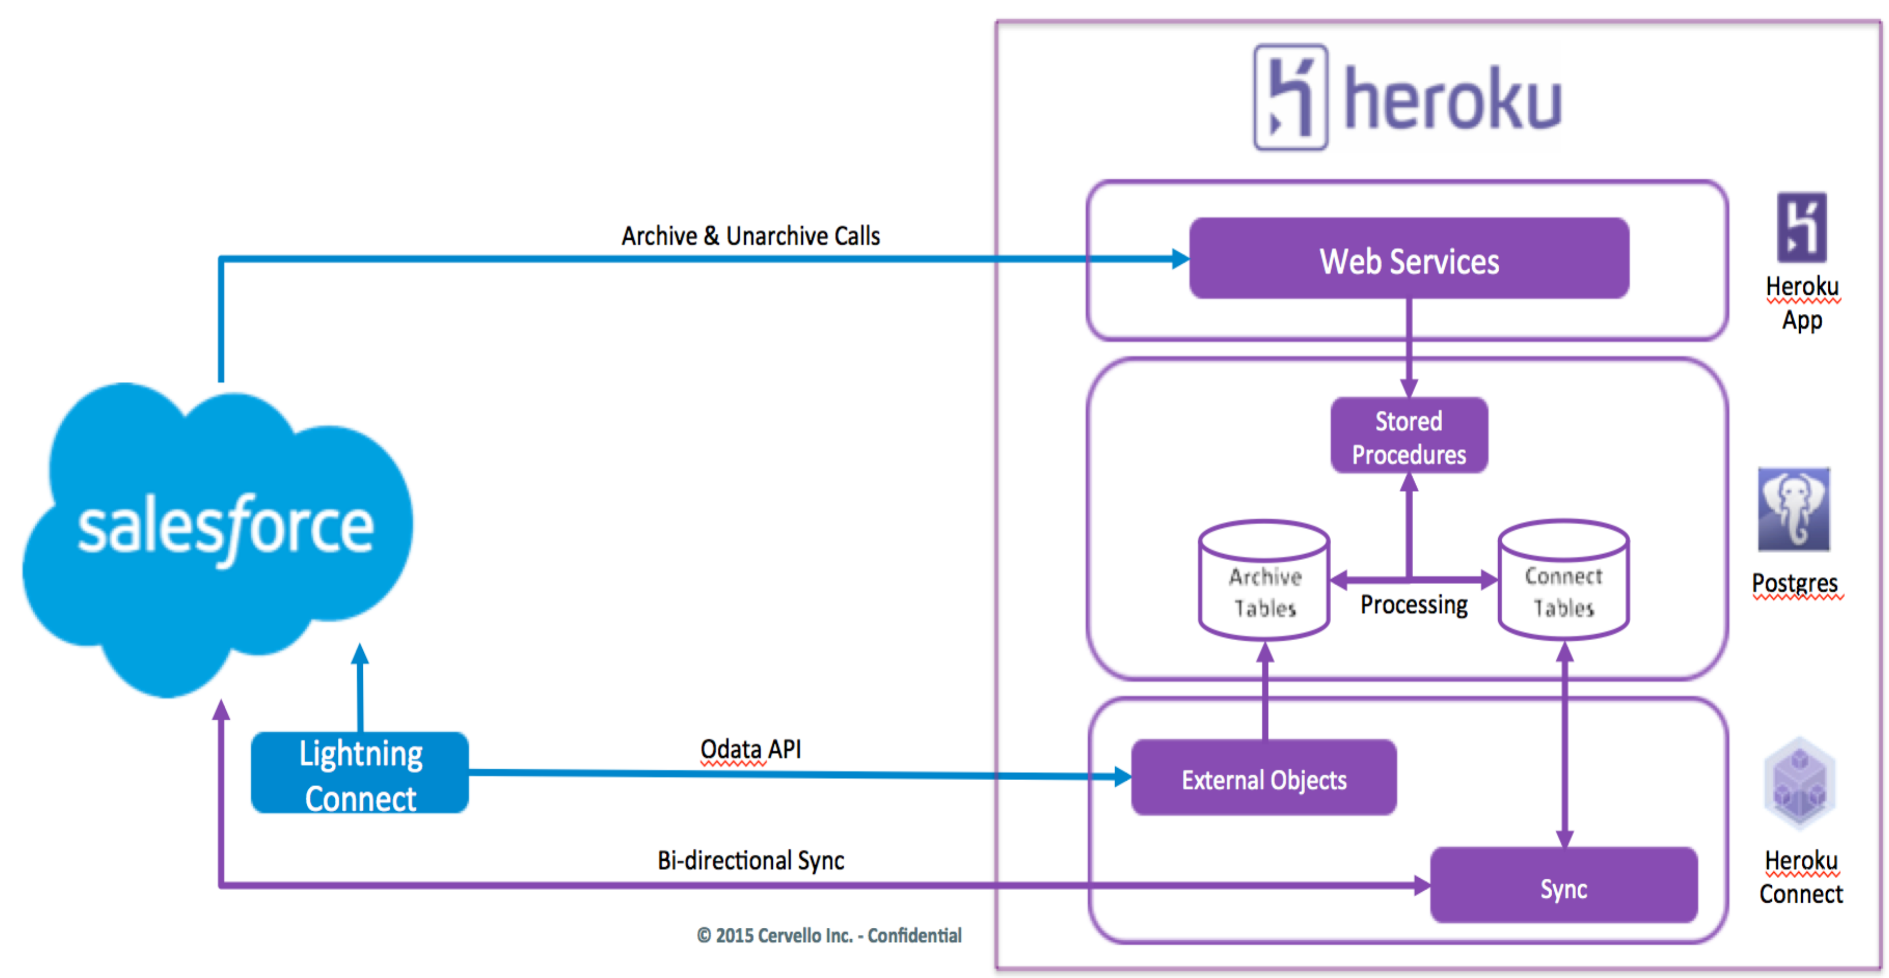 heroku
Archive & Unarchive Calls
Web Services
Heroku
App
Stored
Procedures
salesforce
Archive
Tables
Connect
Tables
Processing
Postgres
Lightning
Connect
Odata API
External Objects
Bi-directional Sync
Sync
Heroku
Connect
© 2015 Cervello Inc. - Confidential